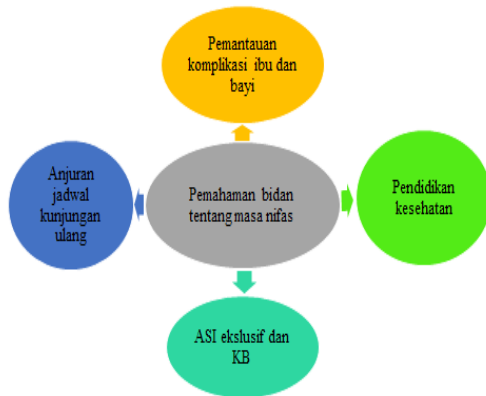 Pemantauan
komplikasi ibu dan
bayi
Anjuran
jadwal
kunjungan
ulang
Pemahaman bidan
tentang masa nifas
Pendidikan
kesehatan
ASI ekslusif dan
KB